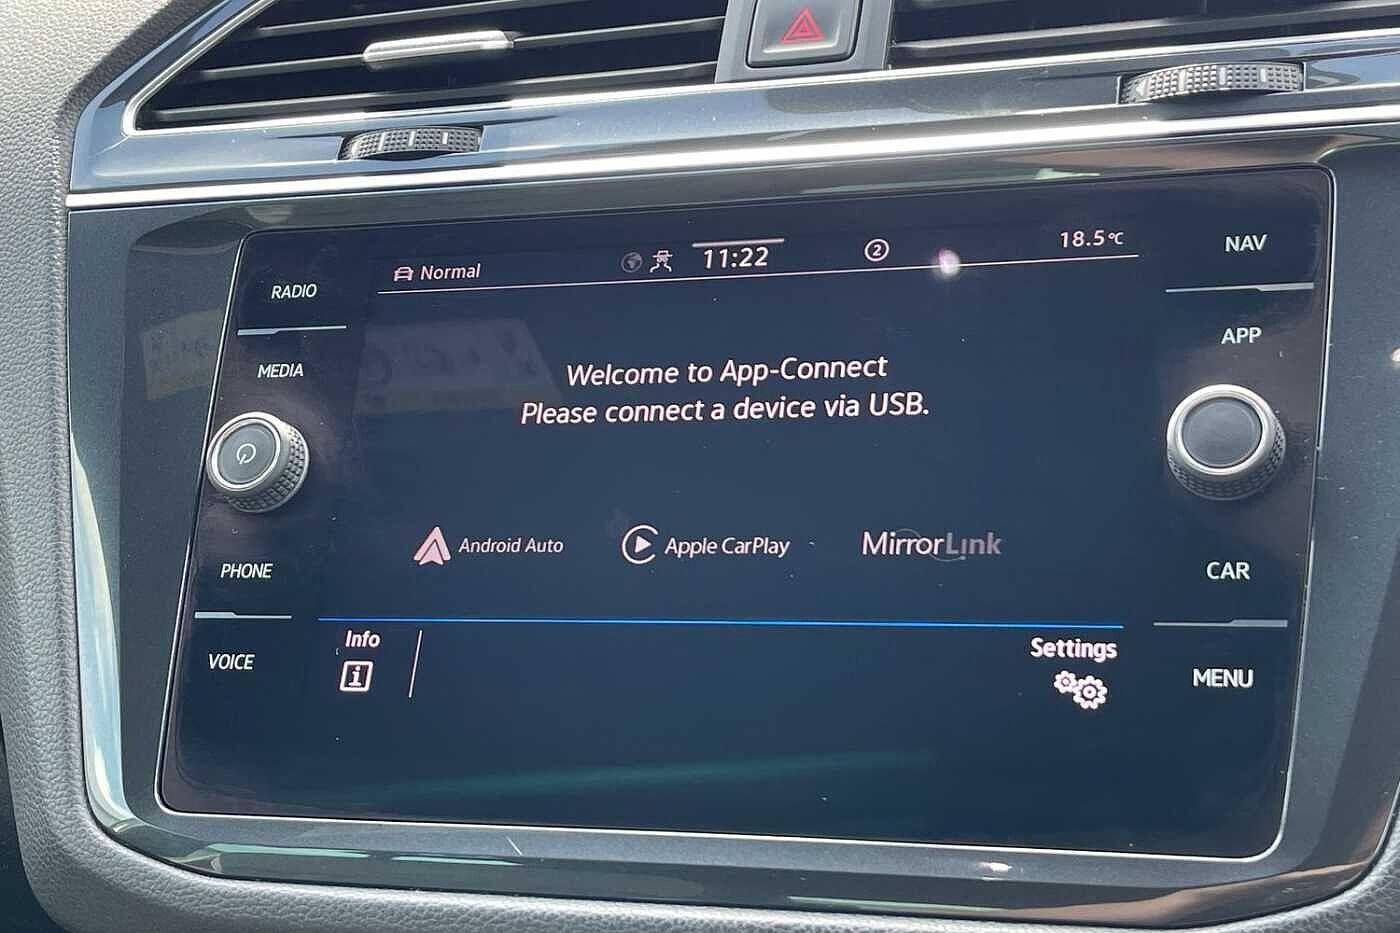 Normal
11:22
2
18.5°C
NAV
RADIO
APP
MEDIA
Welcome to App-Connect
Please connect a device via USB.
Android Auto
Apple CarPlay
MirrorLink
PHONE
CAR
Info
i
Settings
VOICE
MENU